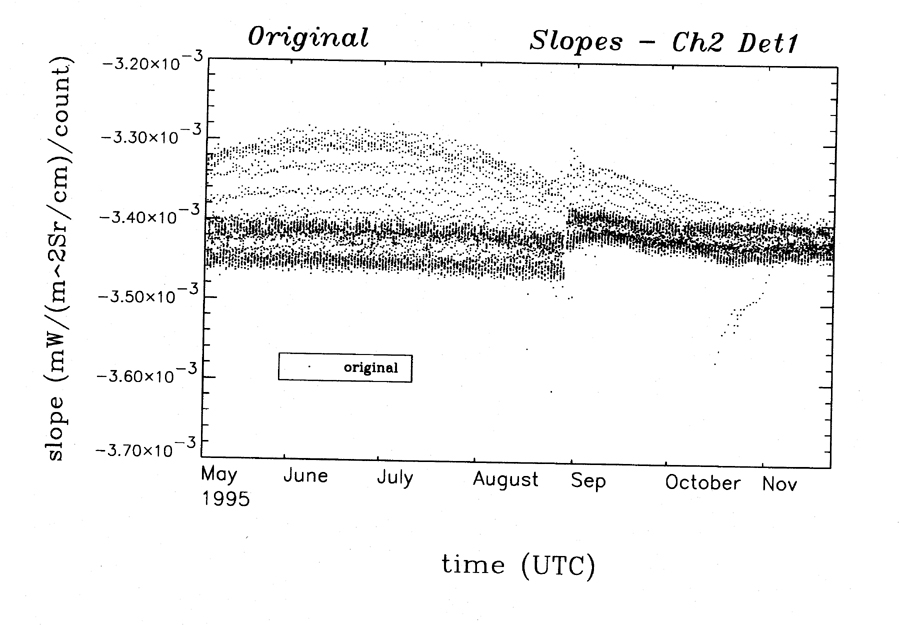 Original Slopes - Ch2 Det1
slope (mW/(m^2Sr/cm)/count
-3.20×10^-3
-3.30×10^-3
-3.40×10^-3
-3.50×10^-3
-3.60×10^-3
-3.70×10^-3
original
May June July August Sep October Nov
1995
time (UTC)